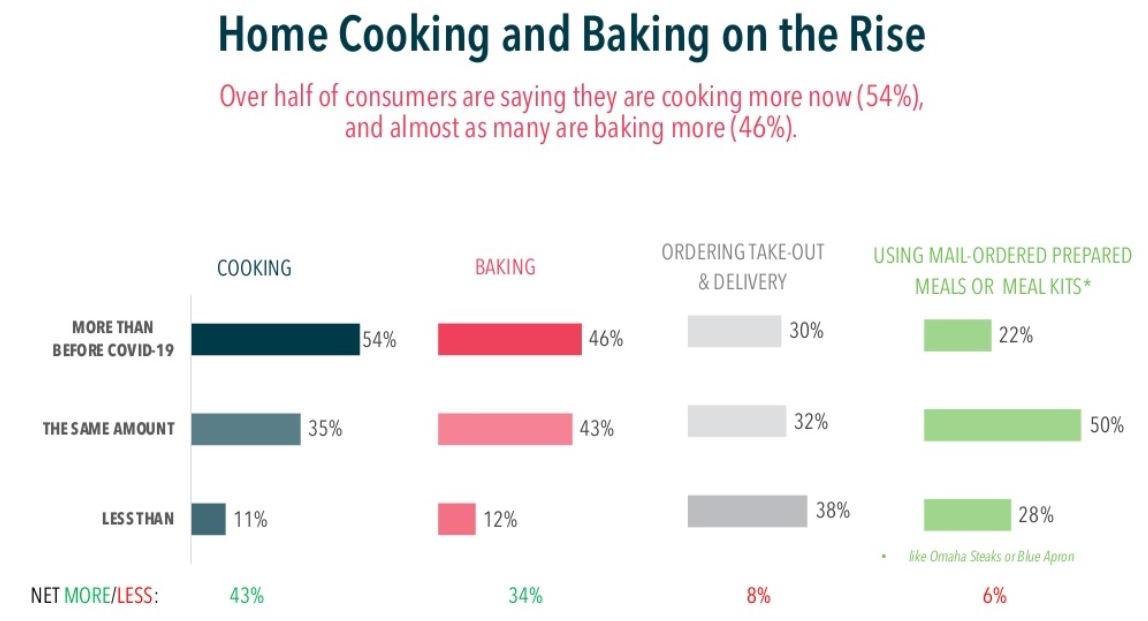 Home Cooking and Baking on the Rise
Over half of consumers are saying they are cooking more now (54%),
and almost as many are baking more (46%).
COOKING
BAKING
ORDERING TAKE-OUT
& DELIVERY
USING MAIL-ORDERED PREPARED
MEALS OR MEAL KITS*
MORE THAN
BEFORE COVID-19
54%
46%
30%
22%
THE SAME AMOUNT
35%
43%
32%
50%
LESS THAN
11%
12%
38%
28%
• like Omaha Steaks or Blue Apron
NET MORE/LESS:
43%
34%
8%
6%